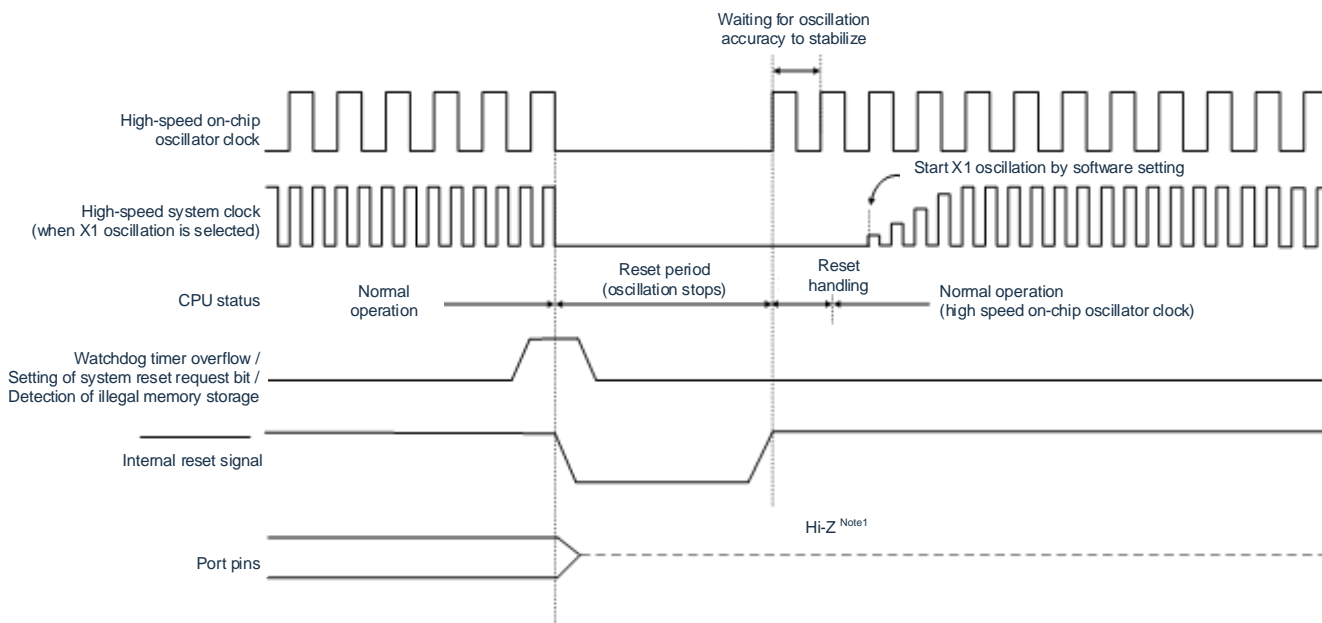 Waiting for oscillation
accuracy to stabilize
High-speed on-chip
oscillator clock
Start X1 oscillation by software setting
High-speed system clock
(when X1 oscillation is selected)
CPU status
Normal
operation
Reset period
(oscillation stops)
Reset
handling
Normal operation
(high speed on-chip oscillator clock)
Watchdog timer overflow /
Setting of system reset request bit /
Detection of illegal memory storage
Internal reset signal
Hi-Z Note1
Port pins